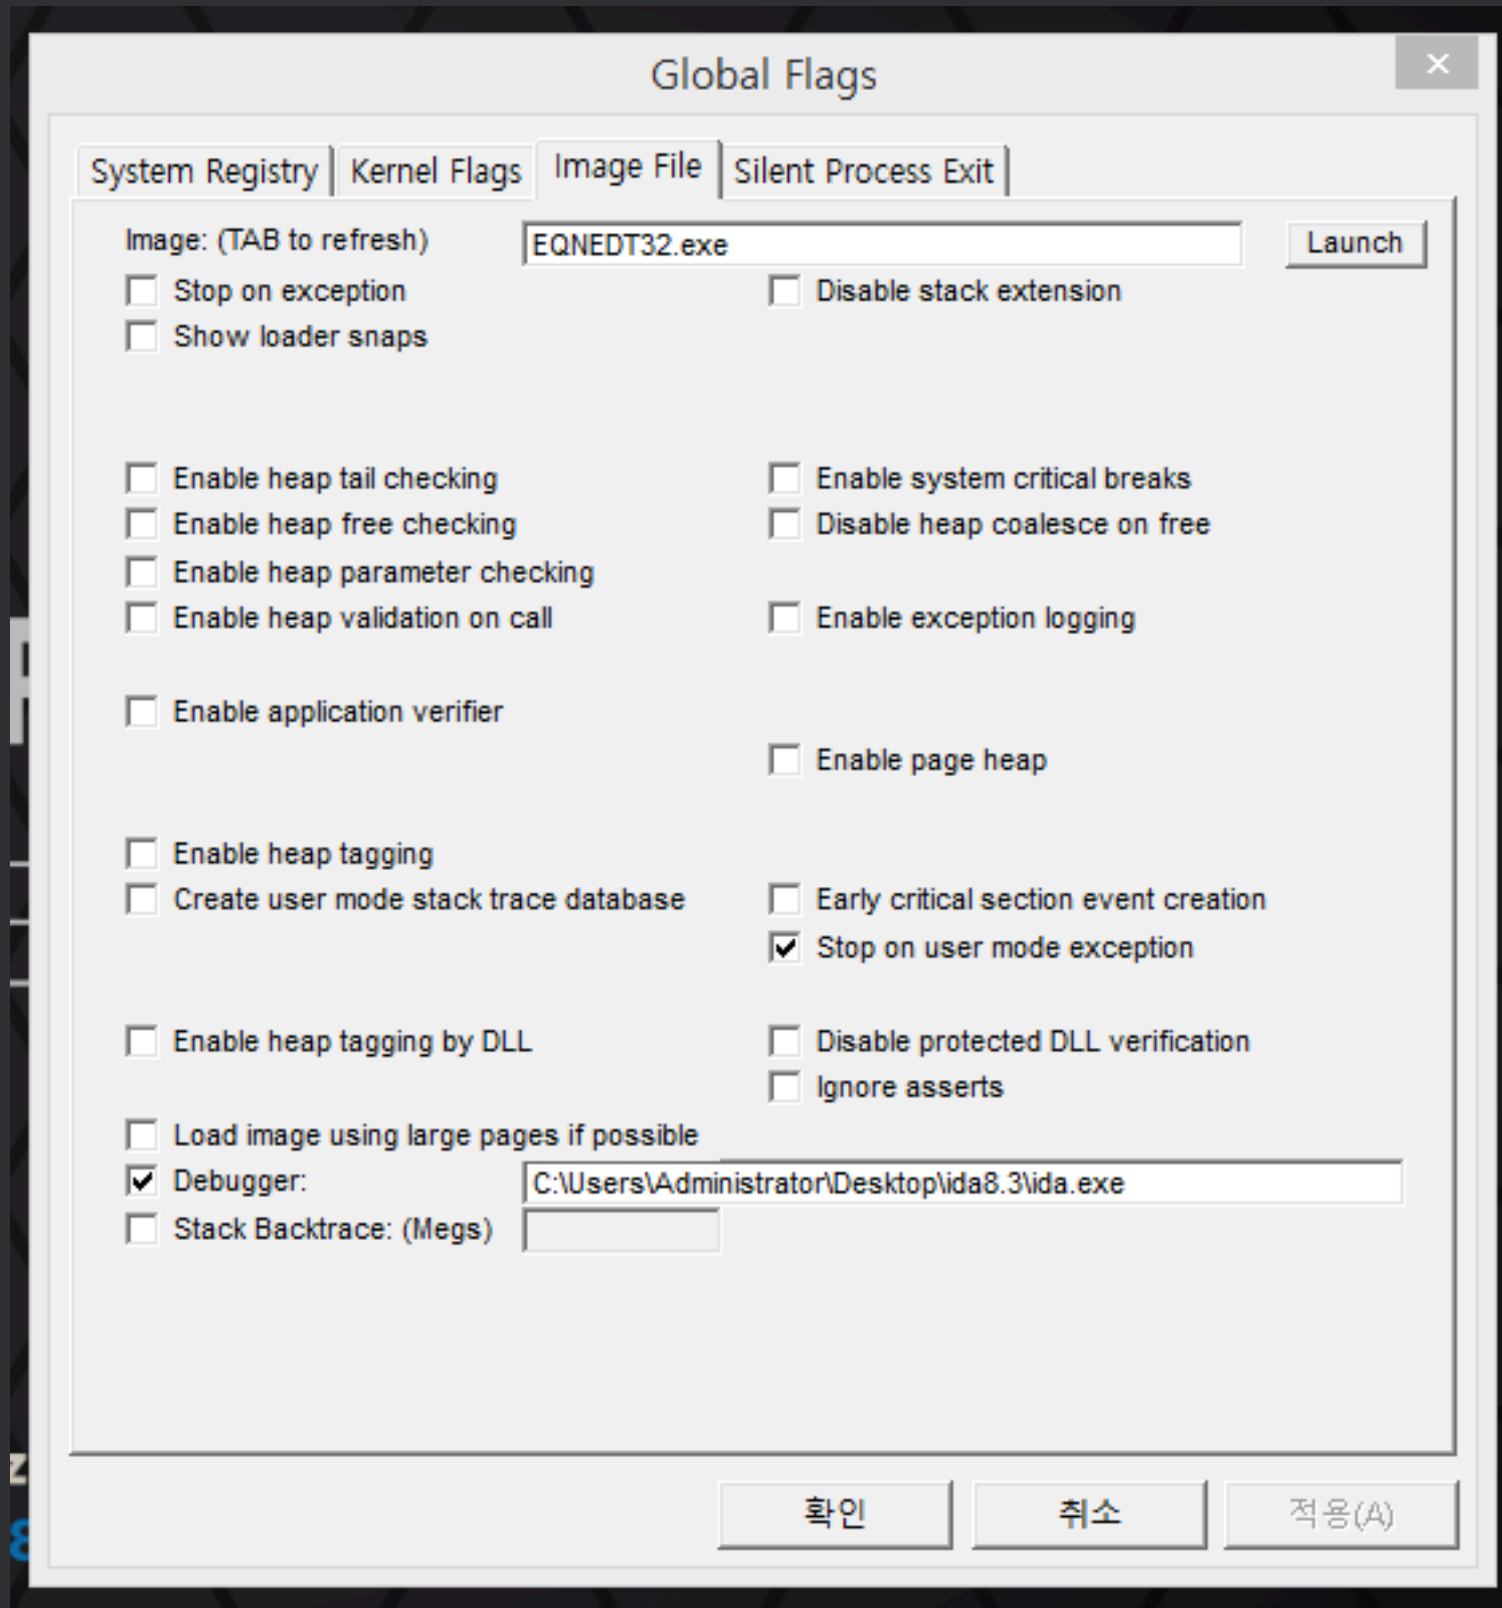 Global Flags
System Registry Kernel Flags Image File Silent Process Exit
Image: (TAB to refresh) EQNEDT32.exe Launch
Stop on exception Disable stack extension
Show loader snaps
Enable heap tail checking Enable system critical breaks
Enable heap free checking Disable heap coalesce on free
Enable heap parameter checking
Enable heap validation on call Enable exception logging
Enable application verifier
Enable page heap
Enable heap tagging
Create user mode stack trace database Early critical section event creation
Stop on user mode exception
Enable heap tagging by DLL Disable protected DLL verification
Ignore asserts
Load image using large pages if possible
Debugger: C:\Users\Administrator\Desktop\ida8.3\ida.exe
Stack Backtrace: (Megs)
확인 취소 적용(A)